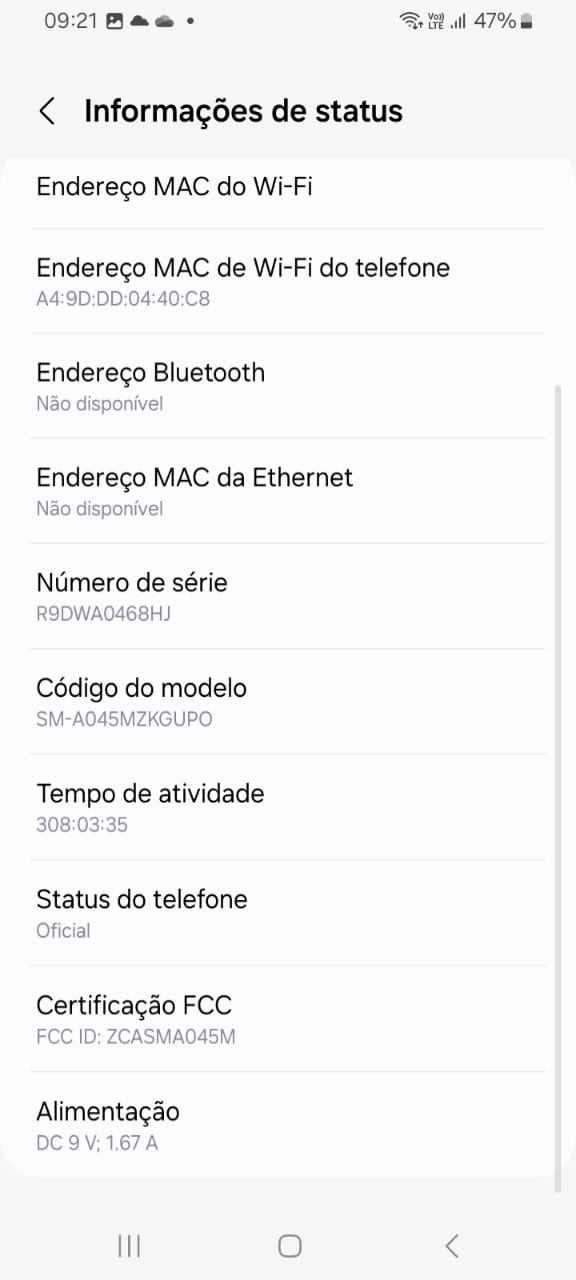 09:21
Vo)) LTE 47%
Informações de status
Endereço MAC do Wi-Fi
Endereço MAC de Wi-Fi do telefone
A4:9D:DD:04:40:C8
Endereço Bluetooth
Não disponível
Endereço MAC da Ethernet
Não disponível
Número de série
R9DWA0468HJ
Código do modelo
SM-A045MZKGUPO
Tempo de atividade
308:03:35
Status do telefone
Oficial
Certificação FCC
FCC ID: ZCASMA045M
Alimentação
DC 9 V; 1.67 A